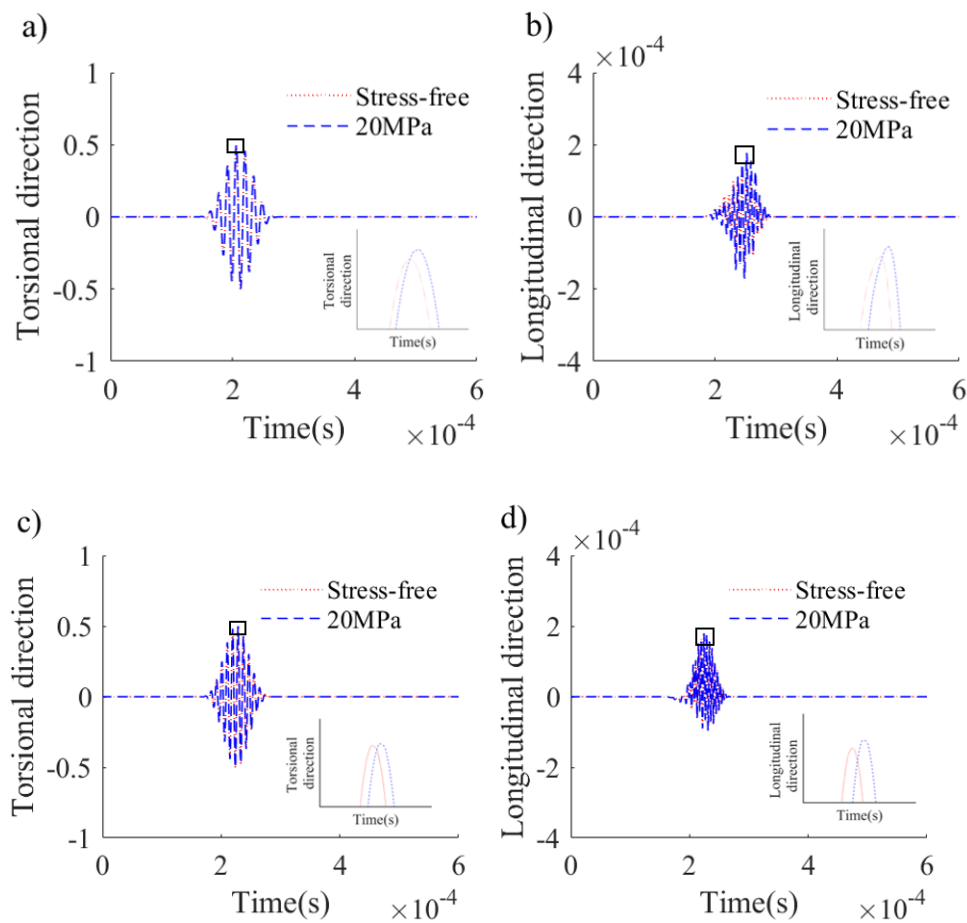 a)
1
0.5
0
-0.5
-1
Torsional direction
Stress-free
20MPa
Torsional
direction
Time(s)
0
2
4
6
Time(s)
×10⁻⁴
b)
×10⁻⁴
4
2
0
-2
-4
Longitudinal direction
Stress-free
20MPa
Longitudinal
direction
Time(s)
0
2
4
6
Time(s)
×10⁻⁴
c)
1
0.5
0
-0.5
-1
Torsional direction
Stress-free
20MPa
Torsional
direction
Time(s)
0
2
4
6
Time(s)
×10⁻⁴
d)
×10⁻⁴
4
2
0
-2
-4
Longitudinal direction
Stress-free
20MPa
Longitudinal
direction
Time(s)
0
2
4
6
Time(s)
×10⁻⁴